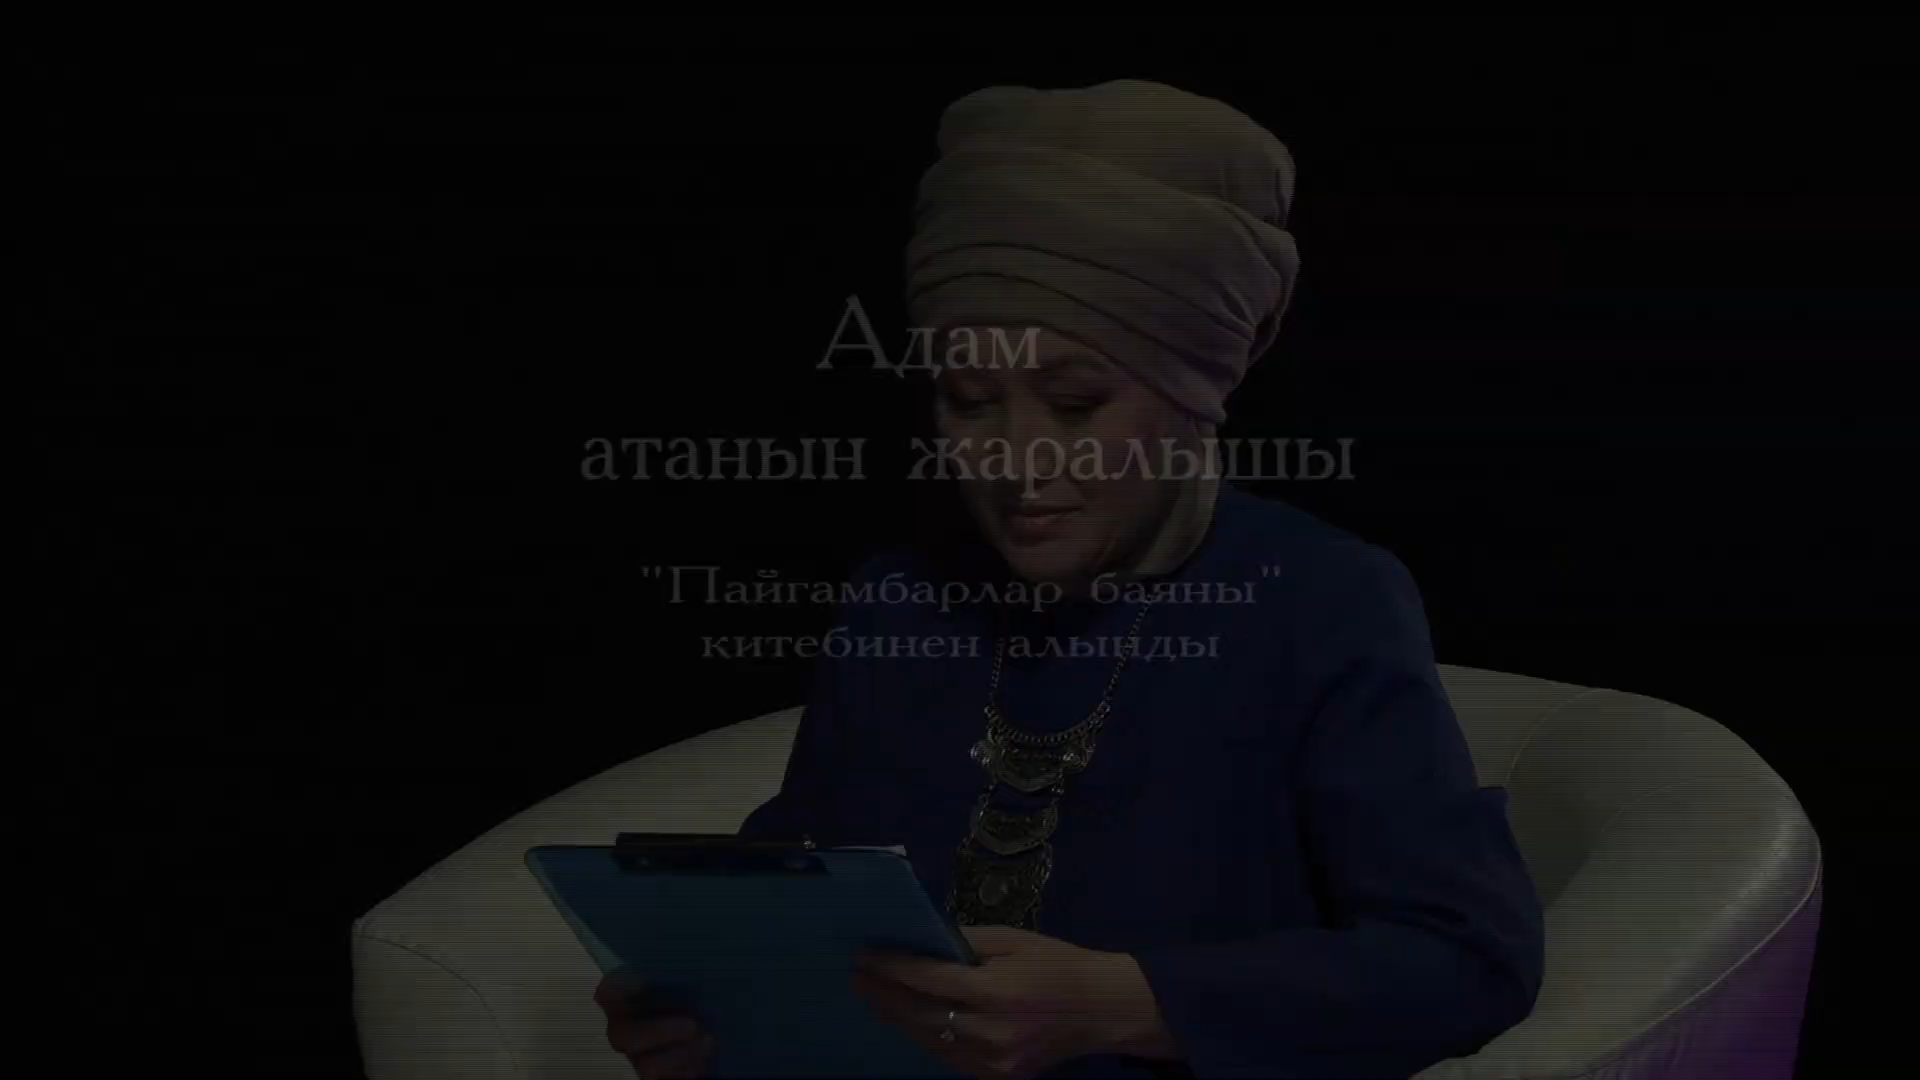 Адам
атанын жаралышы
"Пайгамбарлар баяны"
китебинен алынды